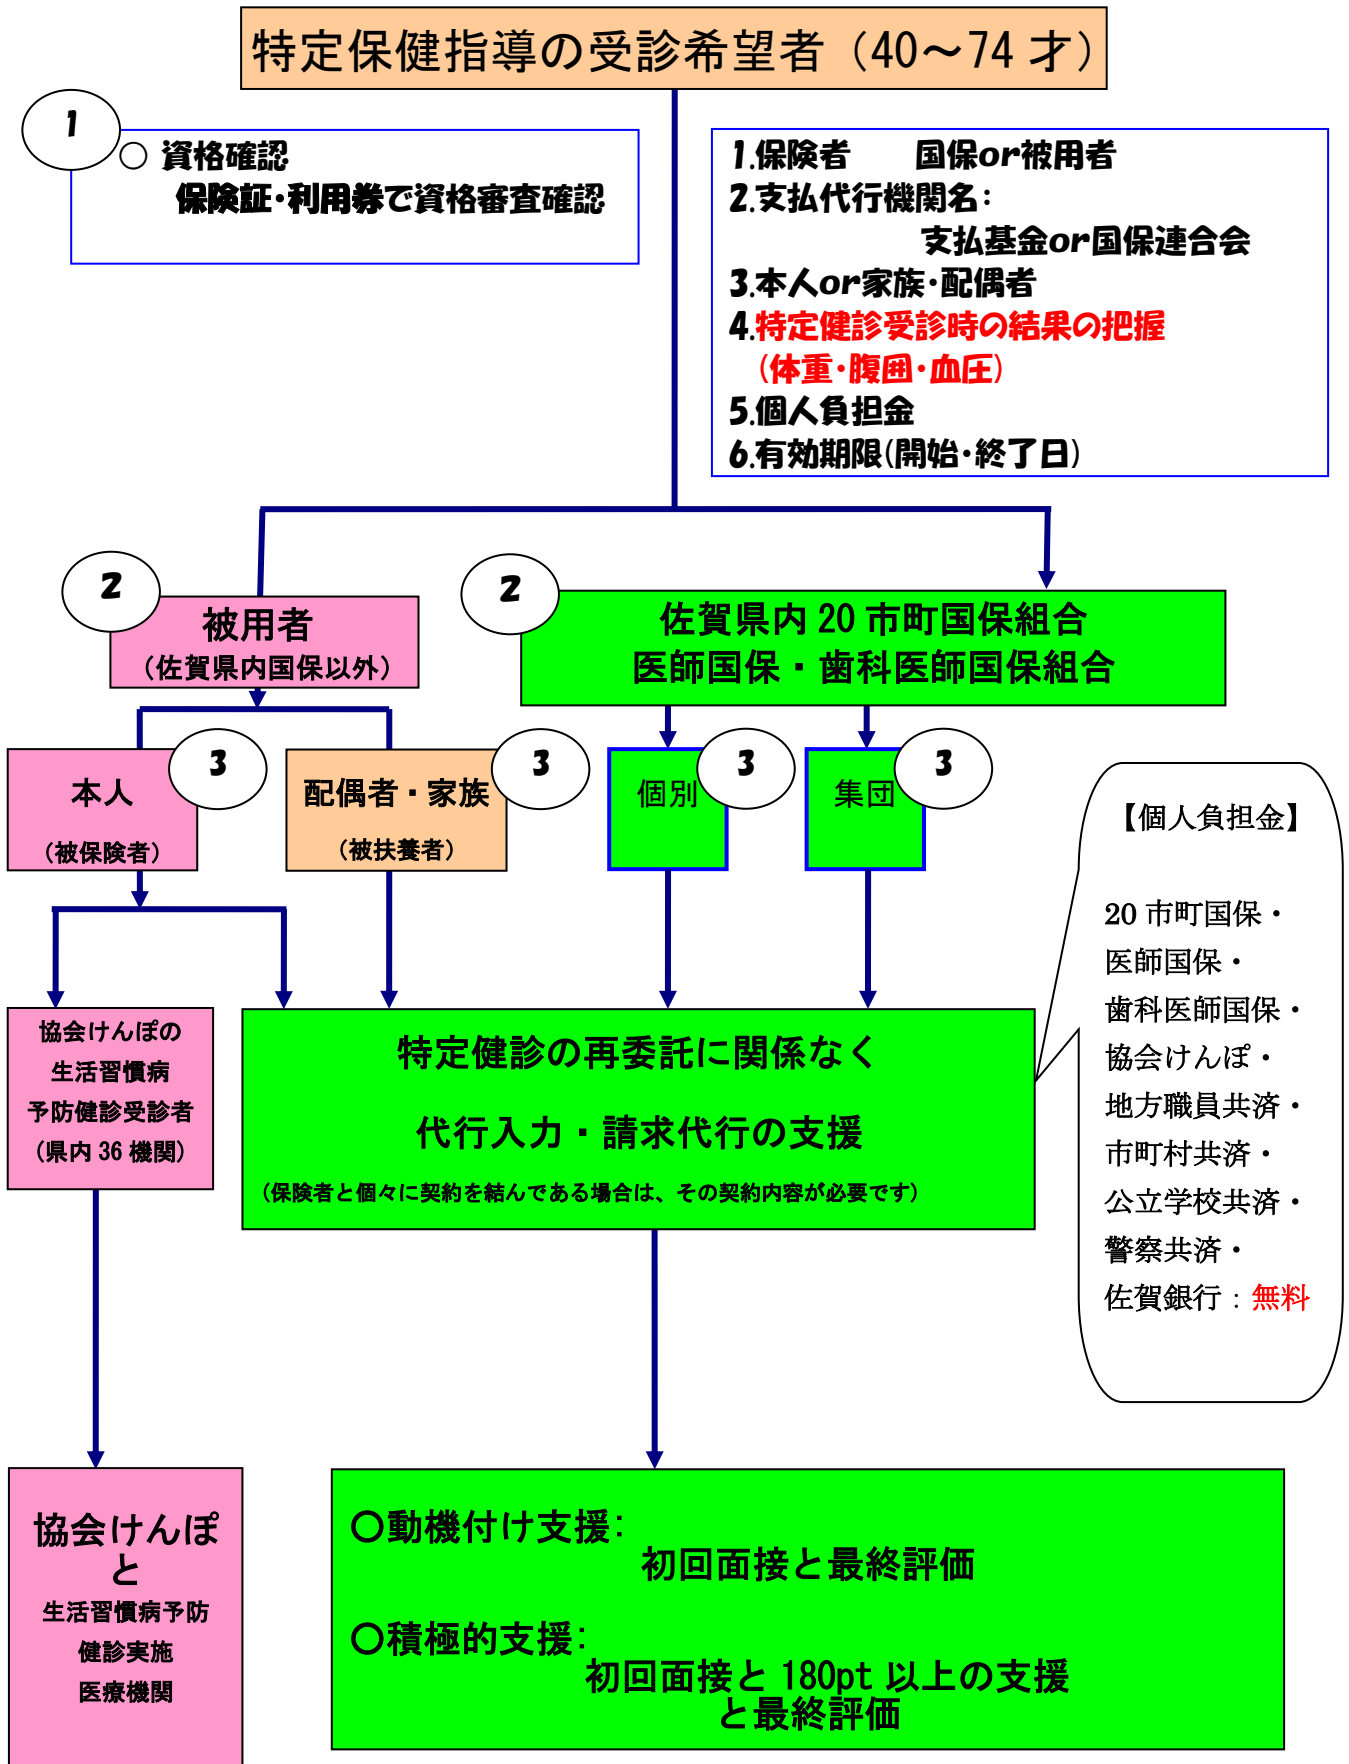 特定保健指導の受診希望者（40～74才）
1
○ 資格確認
保険証・利用券で資格審査確認
1.保険者　　国保or被用者
2.支払代行機関名:
支払基金or国保連合会
3.本人or家族・配偶者
4.特定健診受診時の結果の把握
(体重・腹囲・血圧)
5.個人負担金
6.有効期限(開始・終了日)
2
被用者
（佐賀県内国保以外）
2
佐賀県内20市町国保組合
医師国保・歯科医師国保組合
3
本人
（被保険者）
3
配偶者・家族
（被扶養者）
3
個別
3
集団
【個人負担金】
20市町国保・
医師国保・
歯科医師国保・
協会けんぽ・
地方職員共済・
市町村共済・
公立学校共済・
警察共済・
佐賀銀行：無料
協会けんぽの
生活習慣病
予防健診受診者
（県内36機関）
特定健診の再委託に関係なく
代行入力・請求代行の支援
（保険者と個々に契約を結んである場合は、その契約内容が必要です）
協会けんぽ
と
生活習慣病予防
健診実施
医療機関
〇動機付け支援:
初回面接と最終評価
〇積極的支援:
初回面接と180pt以上の支援
と最終評価